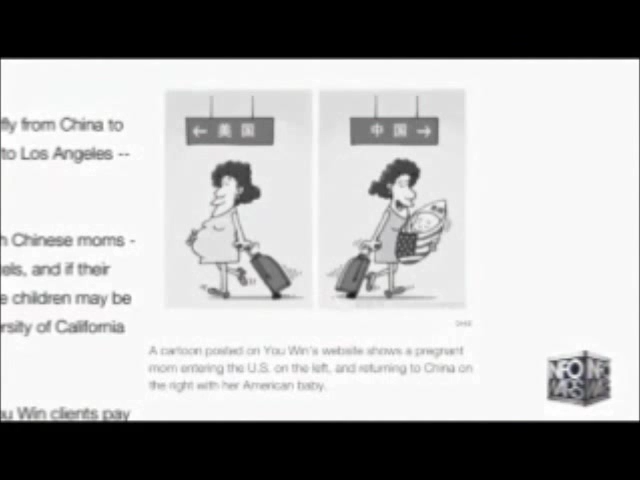 fly from China to
to Los Angeles --
h Chinese moms -
els, and if their
e children may be
rsity of California
ou Win clients pay
← 美国
中国 →
A cartoon posted on You Win's website shows a pregnant
mom entering the U.S. on the left, and returning to China on
the right with her American baby.
INFO
WARS